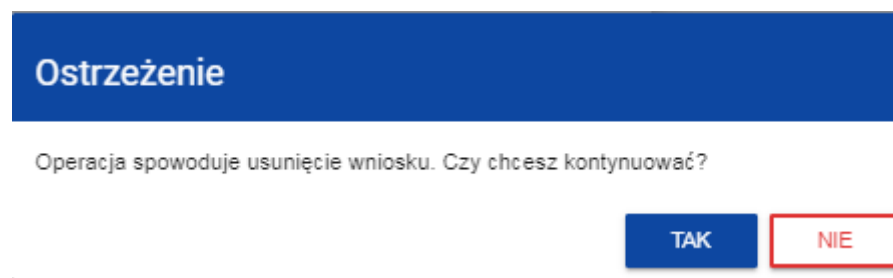 Ostrzeżenie
Operacja spowoduje usunięcie wniosku. Czy chcesz kontynuować?
TAK NIE